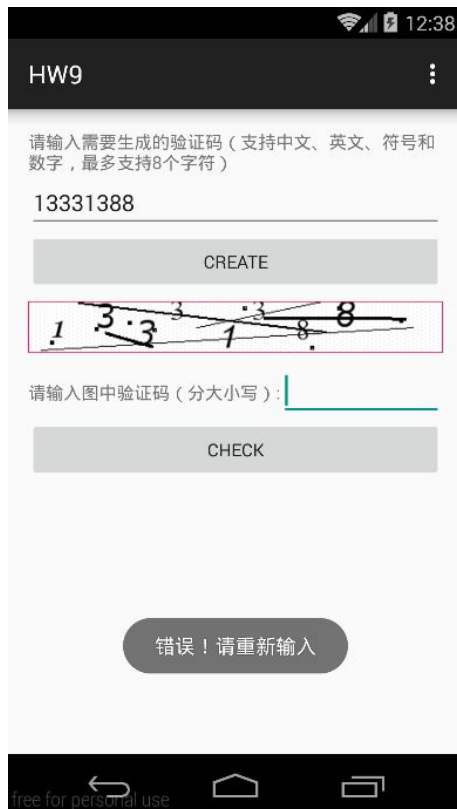 12:38
HW9
请输入需要生成的验证码（支持中文、英文、符号和
数字，最多支持8个字符）
13331388
CREATE
13331388
请输入图中验证码（分大小写）:
CHECK
错误！请重新输入
free for personal use